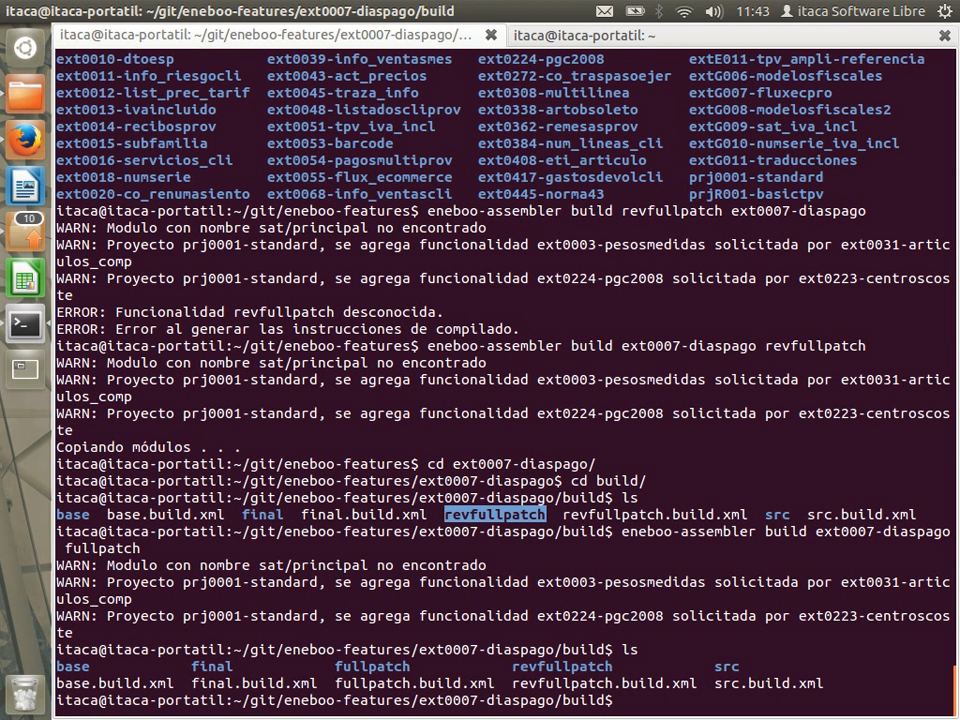 itaca@itaca-portatil: ~/git/eneboo-features/ext0007-diaspago/build
11:43
itaca Software Libre
itaca@itaca-portatil: ~/git/eneboo-features/ext0007-diaspago/...
itaca@itaca-portatil: ~
10
ext0010-dtoesp ext0039-info_ventasmes ext0224-pgc2008 extE011-tpv_ampli-referencia
ext0011-info_riesgocli ext0043-act_precios ext0272-co_traspasoejer extG006-modelosfiscales
ext0012-list_prec_tarif ext0045-traza_info ext0308-multilinea extG007-fluxecpro
ext0013-ivaincluido ext0048-listadoscliprov ext0338-artobsoleto extG008-modelosfiscales2
ext0014-recibosprov ext0051-tpv_iva_incl ext0362-remesasprov extG009-sat_iva_incl
ext0015-subfamilia ext0053-barcode ext0384-num_lineas_cli extG010-numserie_iva_incl
ext0016-servicios_cli ext0054-pagosmultiprov ext0408-eti_articulo extG011-traducciones
ext0018-numserie ext0055-flux_ecommerce ext0417-gastosdevolcli prj0001-standard
ext0020-co_renumasiento ext0068-info_ventascli ext0445-norma43 prjR001-basictpv
itaca@itaca-portatil:~/git/eneboo-features$ eneboo-assembler build revfullpatch ext0007-diaspago
WARN: Modulo con nombre sat/principal no encontrado
WARN: Proyecto prj0001-standard, se agrega funcionalidad ext0003-pesosmedidas solicitada por ext0031-artic
ulos_comp
WARN: Proyecto prj0001-standard, se agrega funcionalidad ext0224-pgc2008 solicitada por ext0223-centroscos
te
ERROR: Funcionalidad revfullpatch desconocida.
ERROR: Error al generar las instrucciones de compilado.
itaca@itaca-portatil:~/git/eneboo-features$ eneboo-assembler build ext0007-diaspago revfullpatch
WARN: Modulo con nombre sat/principal no encontrado
WARN: Proyecto prj0001-standard, se agrega funcionalidad ext0003-pesosmedidas solicitada por ext0031-artic
ulos_comp
WARN: Proyecto prj0001-standard, se agrega funcionalidad ext0224-pgc2008 solicitada por ext0223-centroscos
te
Copiando módulos . . .
itaca@itaca-portatil:~/git/eneboo-features$ cd ext0007-diaspago/
itaca@itaca-portatil:~/git/eneboo-features/ext0007-diaspago$ cd build/
itaca@itaca-portatil:~/git/eneboo-features/ext0007-diaspago/build$ ls
base base.build.xml final final.build.xml revfullpatch revfullpatch.build.xml src src.build.xml
itaca@itaca-portatil:~/git/eneboo-features/ext0007-diaspago/build$ eneboo-assembler build ext0007-diaspago
fullpatch
WARN: Modulo con nombre sat/principal no encontrado
WARN: Proyecto prj0001-standard, se agrega funcionalidad ext0003-pesosmedidas solicitada por ext0031-artic
ulos_comp
WARN: Proyecto prj0001-standard, se agrega funcionalidad ext0224-pgc2008 solicitada por ext0223-centroscos
te
itaca@itaca-portatil:~/git/eneboo-features/ext0007-diaspago/build$ ls
base final fullpatch revfullpatch src
base.build.xml final.build.xml fullpatch.build.xml revfullpatch.build.xml src.build.xml
itaca@itaca-portatil:~/git/eneboo-features/ext0007-diaspago/build$